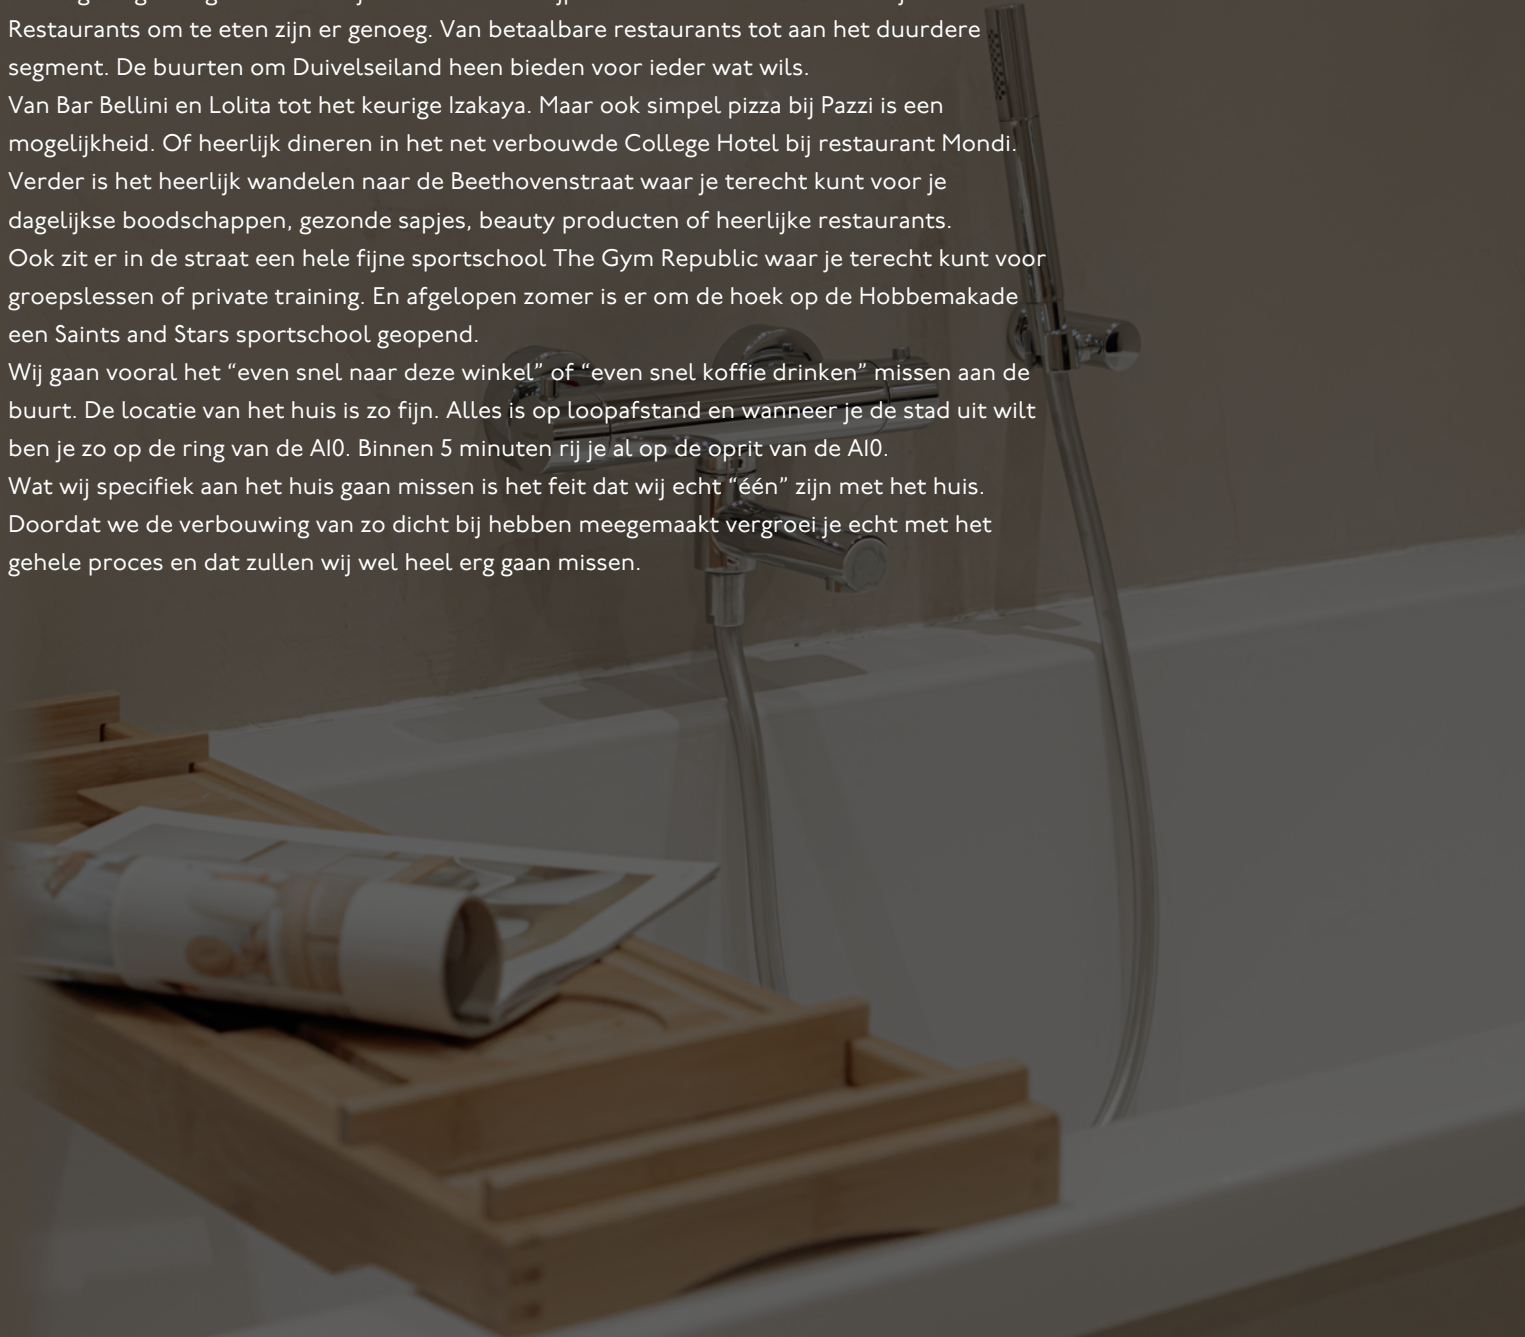 Restaurants om te eten zijn er genoeg. Van betaalbare restaurants tot aan het duurdere
segment. De buurten om Duivelseiland heen bieden voor ieder wat wils.
Van Bar Bellini en Lolita tot het keurige Izakaya. Maar ook simpel pizza bij Pazzi is een
mogelijkheid. Of heerlijk dineren in het net verbouwde College Hotel bij restaurant Mondi.
Verder is het heerlijk wandelen naar de Beethovenstraat waar je terecht kunt voor je
dagelijkse boodschappen, gezonde sapjes, beauty producten of heerlijke restaurants.
Ook zit er in de straat een hele fijne sportschool The Gym Republic waar je terecht kunt voor
groepslessen of private training. En afgelopen zomer is er om de hoek op de Hobbemakade
een Saints and Stars sportschool geopend.
Wij gaan vooral het “even snel naar deze winkel” of “even snel koffie drinken” missen aan de
buurt. De locatie van het huis is zo fijn. Alles is op loopafstand en wanneer je de stad uit wilt
ben je zo op de ring van de A10. Binnen 5 minuten rij je al op de oprit van de A10.
Wat wij specifiek aan het huis gaan missen is het feit dat wij echt “één” zijn met het huis.
Doordat we de verbouwing van zo dicht bij hebben meegemaakt vergroei je echt met het
gehele proces en dat zullen wij wel heel erg gaan missen.